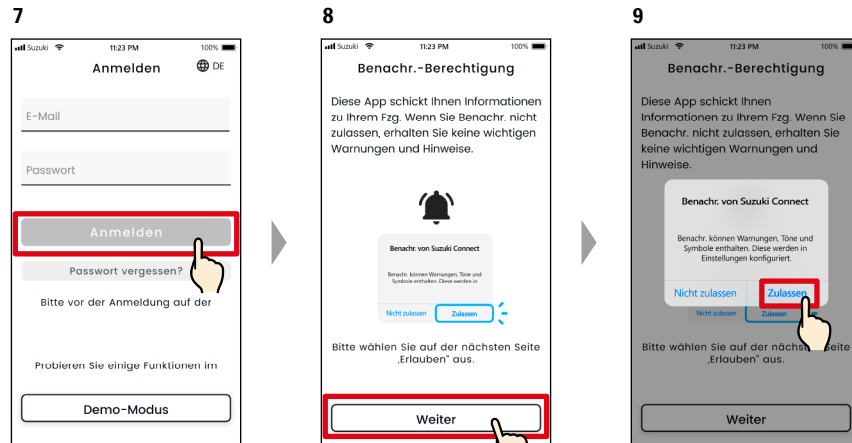 7
Suzuki 11:23 PM 100%
Anmelden DE
E-Mail
Passwort
Anmelden
Passwort vergessen?
Bitte vor der Anmeldung auf der
Probieren Sie einige Funktionen im
Demo-Modus
8
Suzuki 11:23 PM 100%
Benachr.-Berechtigung
Diese App schickt Ihnen Informationen
zu Ihrem Fzg. Wenn Sie Benachr. nicht
zulassen, erhalten Sie keine wichtigen
Warnungen und Hinweise.
Benachr. von Suzuki Connect
Benachr. können Warnungen, Töne und
Symbole enthalten. Diese werden in
Nicht zulassen Zulassen
Bitte wählen Sie auf der nächsten Seite
„Erlauben" aus.
Weiter
9
Suzuki 11:23 PM 100%
Benachr.-Berechtigung
Diese App schickt Ihnen
Informationen zu Ihrem Fzg. Wenn Sie
Benachr. nicht zulassen, erhalten Sie
keine wichtigen Warnungen und
Hinweise.
Benachr. von Suzuki Connect
Benachr. können Warnungen, Töne und
Symbole enthalten. Diese werden in
Einstellungen konfiguriert.
Nicht zulassen Zulassen
Nicht zulassen Zulassen
Bitte wählen Sie auf der nächsten Seite
„Erlauben" aus.
Weiter